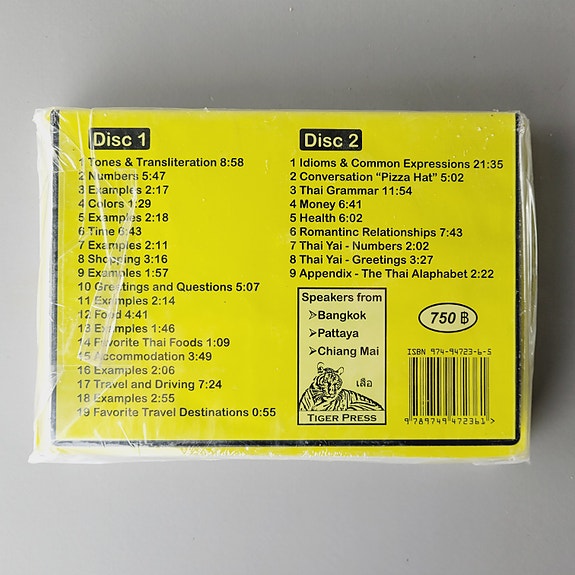 Disc 1
1 Tones & Transliteration 8:58
2 Numbers 5:47
3 Examples 2:17
4 Colors 1:29
5 Examples 2:18
6 Time 6:43
7 Examples 2:11
8 Shopping 3:16
9 Examples 1:57
10 Greetings and Questions 5:07
11 Examples 2:14
12 Food 4:41
13 Examples 1:46
14 Favorite Thai Foods 1:09
15 Accommodation 3:49
16 Examples 2:06
17 Travel and Driving 7:24
18 Examples 2:55
19 Favorite Travel Destinations 0:55
Disc 2
1 Idioms & Common Expressions 21:35
2 Conversation “Pizza Hat” 5:02
3 Thai Grammar 11:54
4 Money 6:41
5 Health 6:02
6 Romantinc Relationships 7:43
7 Thai Yai - Numbers 2:02
8 Thai Yai - Greetings 3:27
9 Appendix - The Thai Alaphabet 2:22
Speakers from
➢Bangkok
➢Pattaya
➢Chiang Mai
เสือ
TIGER PRESS
750 ฿
ISBN 974-94723-6-5
9 789749 472361 >